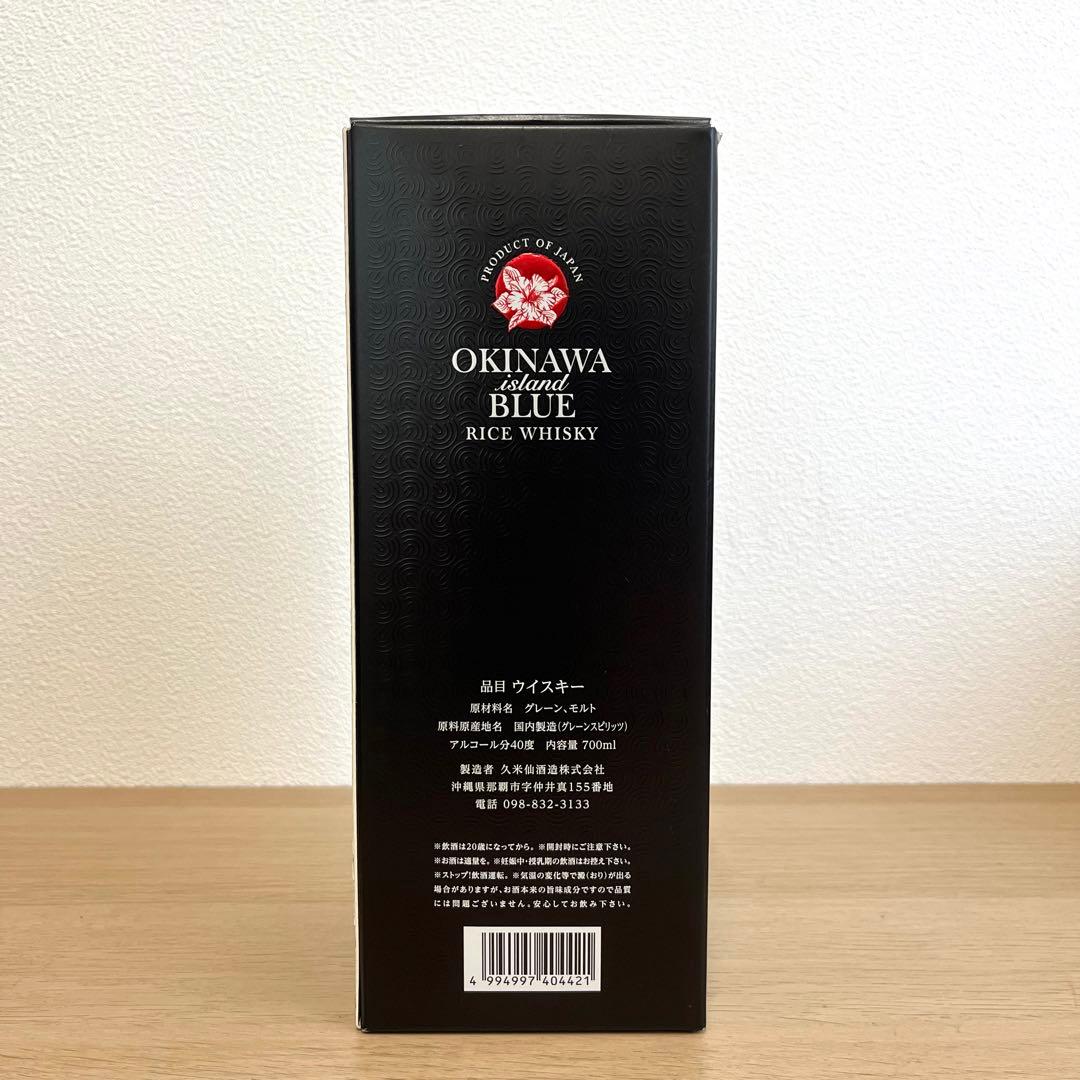 PRODUCT OF JAPAN
OKINAWA
island
BLUE
RICE WHISKY
品目 ウイスキー
原材料名 グレーン、モルト
原料原産地名 国内製造(グレーンスピリッツ)
アルコール分40度 内容量 700ml
製造者 久米仙酒造株式会社
沖縄県那覇市字仲井真155番地
電話 098-832-3133
※飲酒は20歳になってから。※開封時にご注意下さい。
※お酒は適量を。※妊娠中・授乳期の飲酒はお控え下さい。
※ストップ!飲酒運転。※気温の変化等で澱(おり)が出る
場合がありますが、お酒本来の旨味成分ですので品質
には問題ございません。安心してお飲み下さい。
4 994997 404421